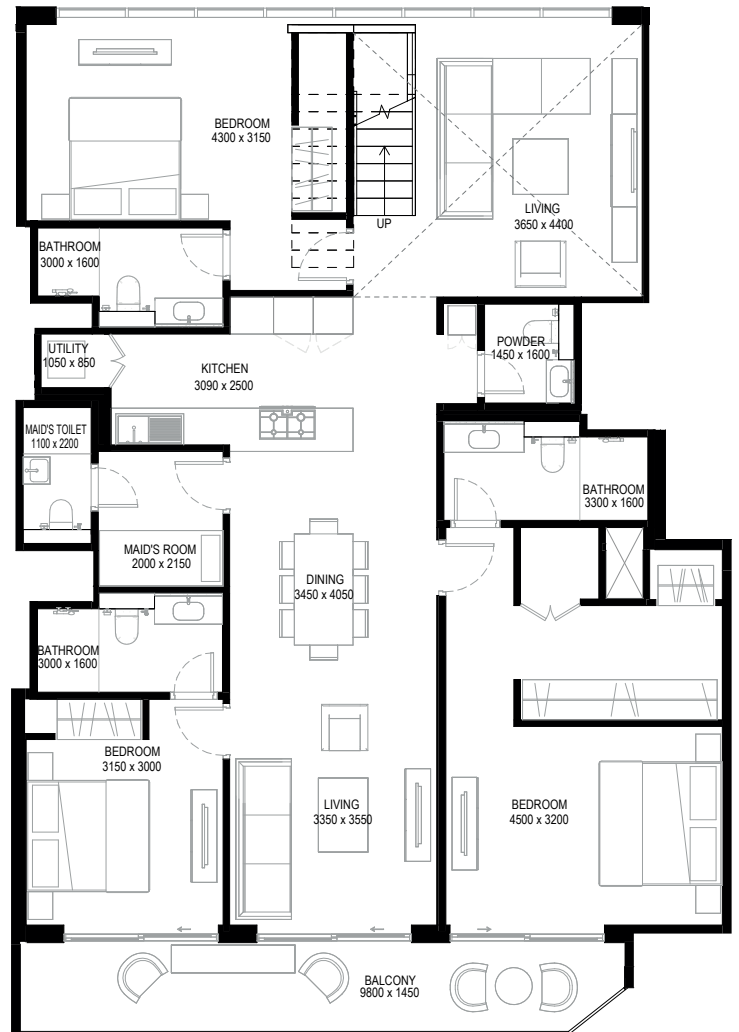 BEDROOM
4300 x 3150
UP
LIVING
3650 x 4400
BATHROOM
3000 x 1600
UTILITY
1050 x 850
KITCHEN
3090 x 2500
POWDER
1450 x 1600
MAID'S TOILET
1100 x 2200
BATHROOM
3300 x 1600
MAID'S ROOM
2000 x 2150
DINING
3450 x 4050
BATHROOM
3000 x 1600
BEDROOM
3150 x 3000
LIVING
3350 x 3550
BEDROOM
4500 x 3200
BALCONY
9800 x 1450